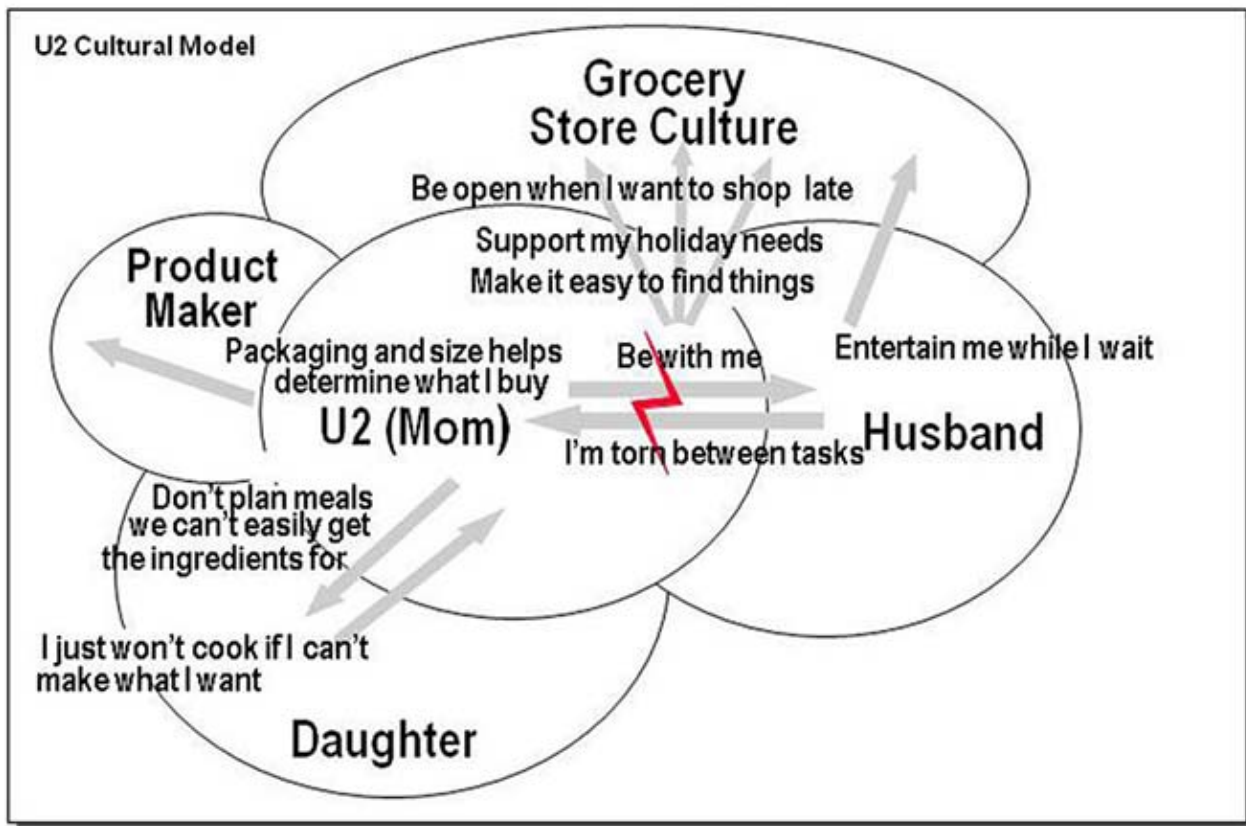 U2 Cultural Model
Grocery
Store Culture
Be open when I want to shop late
Support my holiday needs
Make it easy to find things
Product
Maker
Packaging and size helps
determine what I buy
U2 (Mom)
Be with me
I'm torn between tasks
Entertain me while I wait
Husband
Don't plan meals
we can't easily get
the ingredients for
I just won't cook if I can't
make what I want
Daughter